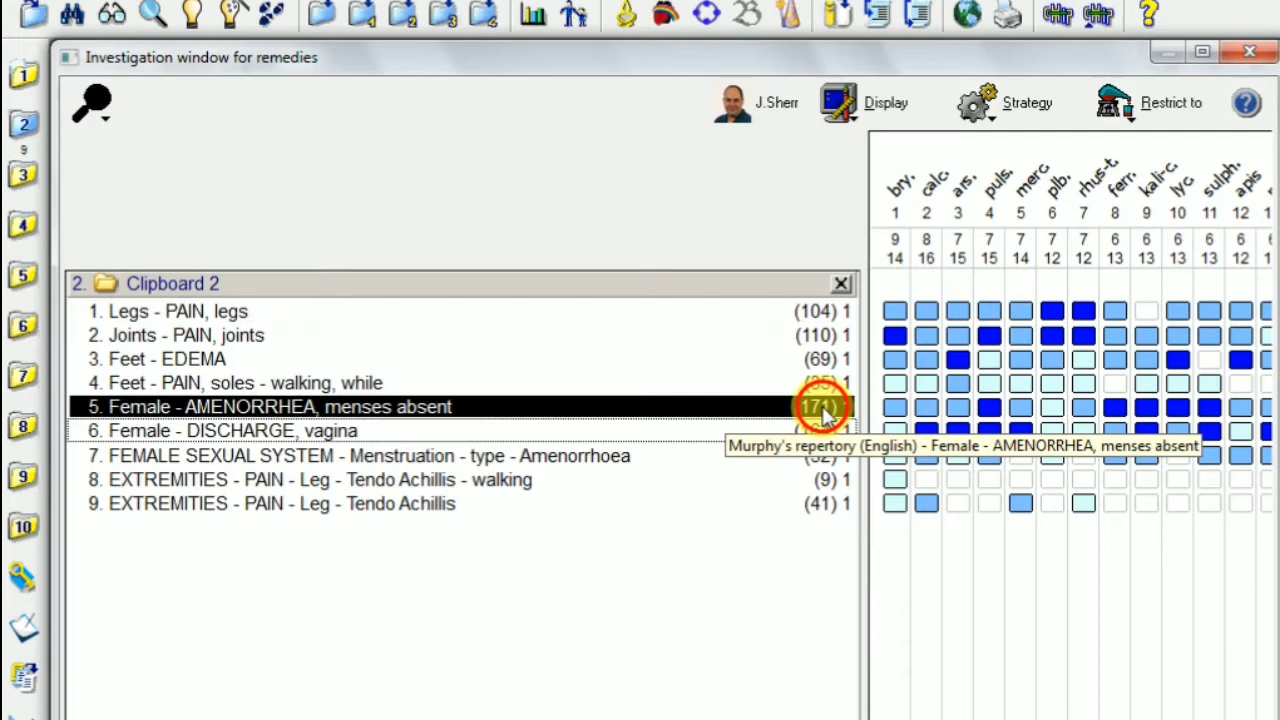 Investigation window for remedies
J.Sherr
Display
Strategy
Restrict to
bry. calc. ars. puls. merc. plb. rhus-t. ferr. kali-c. lyc. sulph. apis
1 2 3 4 5 6 7 8 9 10 11 12 1
9 8 7 7 7 7 7 6 6 6 6 6 6
14 16 15 15 14 12 12 13 13 13 13 12 1
2. Clipboard 2
1. Legs - PAIN, legs (104) 1
2. Joints - PAIN, joints (110) 1
3. Feet - EDEMA (69) 1
4. Feet - PAIN, soles - walking, while 1
5. Female - AMENORRHEA, menses absent
6. Female - DISCHARGE, vagina
Murphy's repertory (English) - Female - AMENORRHEA, menses absent
7. FEMALE SEXUAL SYSTEM - Menstruation - type - Amenorrhoea
8. EXTREMITIES - PAIN - Leg - Tendo Achillis - walking (9) 1
9. EXTREMITIES - PAIN - Leg - Tendo Achillis (41) 1
1
2
9
3
4
5
6
7
8
9
10